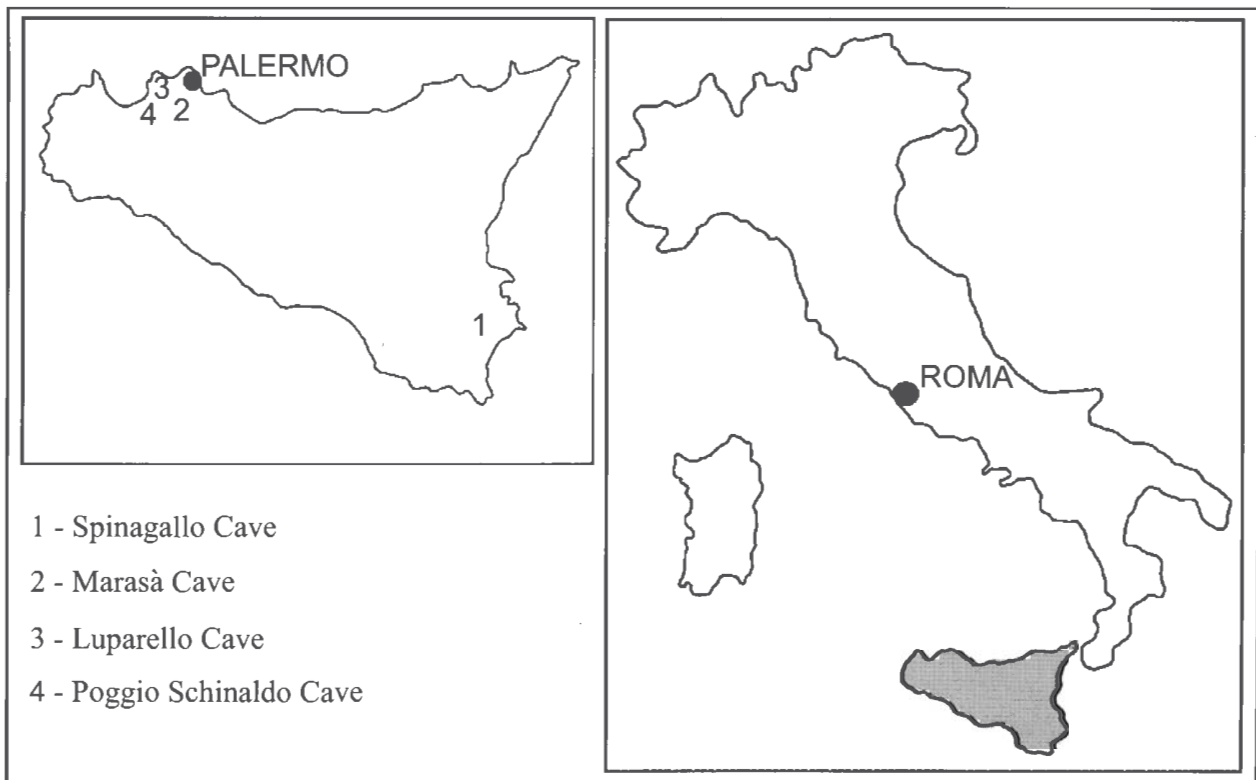 PALERMO
3
4 2
1
ROMA
1 - Spinagallo Cave
2 - Marasà Cave
3 - Luparello Cave
4 - Poggio Schinaldo Cave